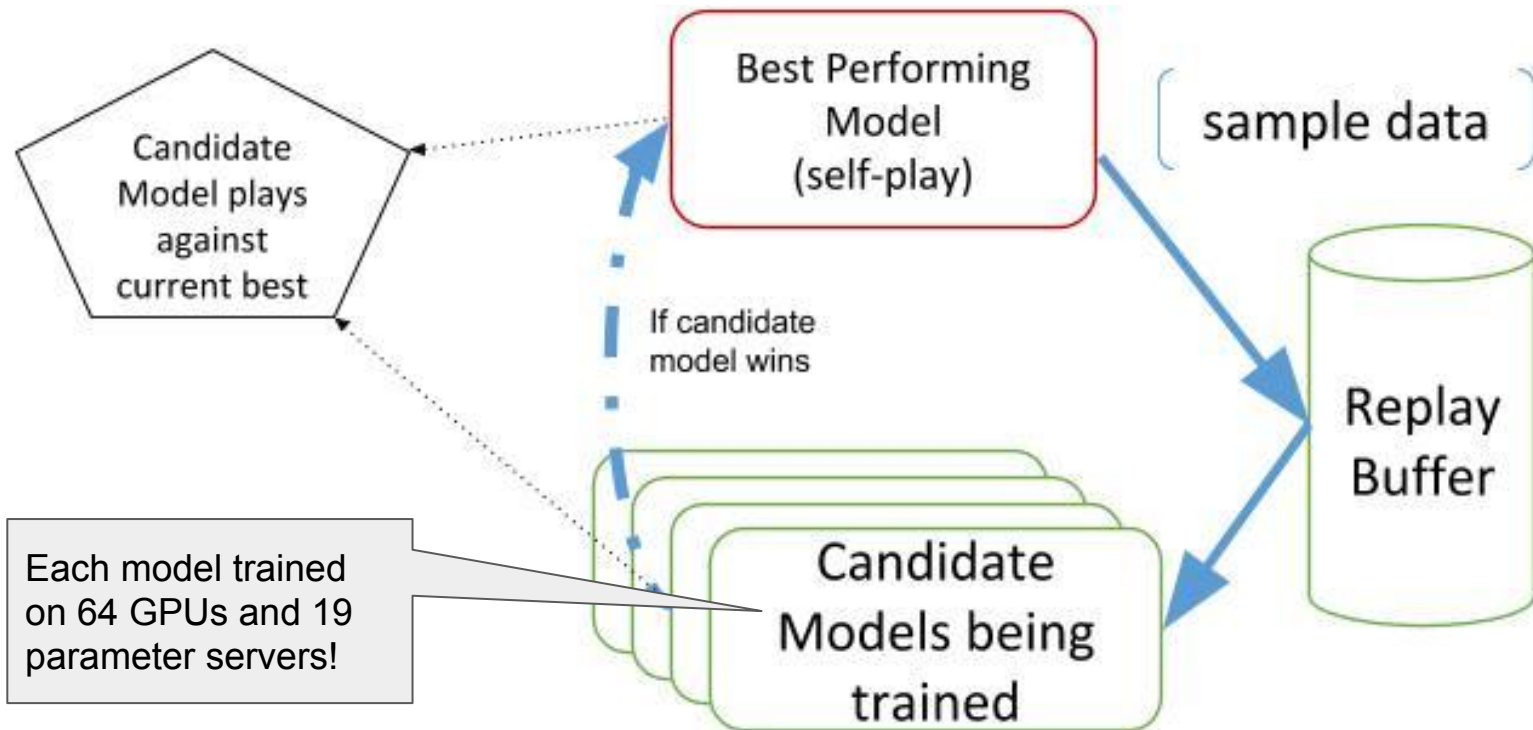 Candidate
Model plays
against
current best
Best Performing
Model
(self-play)
sample data
If candidate
model wins
Replay
Buffer
Each model trained
on 64 GPUs and 19
parameter servers!
Candidate
Models being
trained